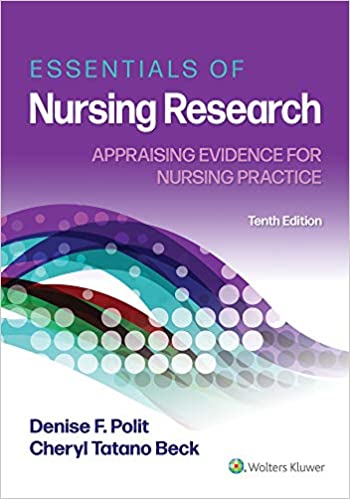 ESSENTIALS OF
Nursing Research
APPRAISING EVIDENCE FOR
NURSING PRACTICE
Tenth Edition
Denise F. Polit
Cheryl Tatano Beck
Wolters Kluwer